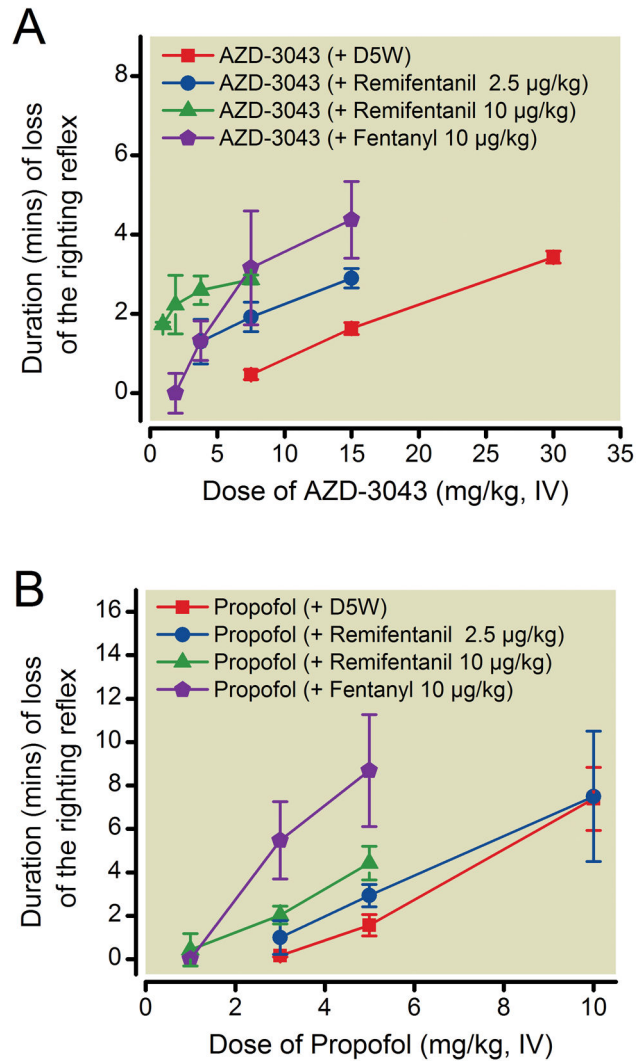 A
AZD-3043 (+ D5W)
AZD-3043 (+ Remifentanil 2.5 µg/kg)
AZD-3043 (+ Remifentanil 10 µg/kg)
AZD-3043 (+ Fentanyl 10 µg/kg)
Duration (mins) of loss
of the righting reflex
8
6
4
2
0
0 5 10 15 20 25 30 35
Dose of AZD-3043 (mg/kg, IV)
B
Propofol (+ D5W)
Propofol (+ Remifentanil 2.5 µg/kg)
Propofol (+ Remifentanil 10 µg/kg)
Propofol (+ Fentanyl 10 µg/kg)
Duration (mins) of loss
of the righting reflex
16
14
12
10
8
6
4
2
0
0 2 4 6 8 10
Dose of Propofol (mg/kg, IV)